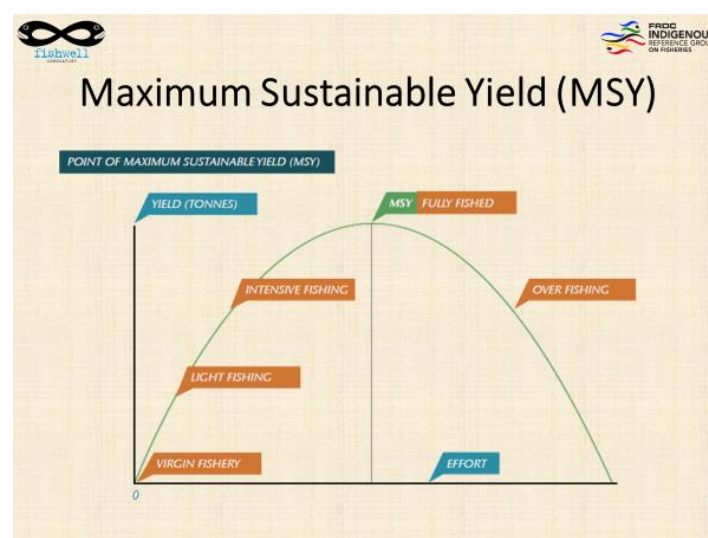 fishwell
CONSULTING
FRDC
INDIGENOU
REFERENCE GROU
ON FISHERIES
Maximum Sustainable Yield (MSY)
POINT OF MAXIMUM SUSTAINABLE YIELD (MSY)
YIELD (TONNES)
MSY FULLY FISHED
INTENSIVE FISHING
OVER FISHING
LIGHT FISHING
VIRGIN FISHERY
EFFORT
0